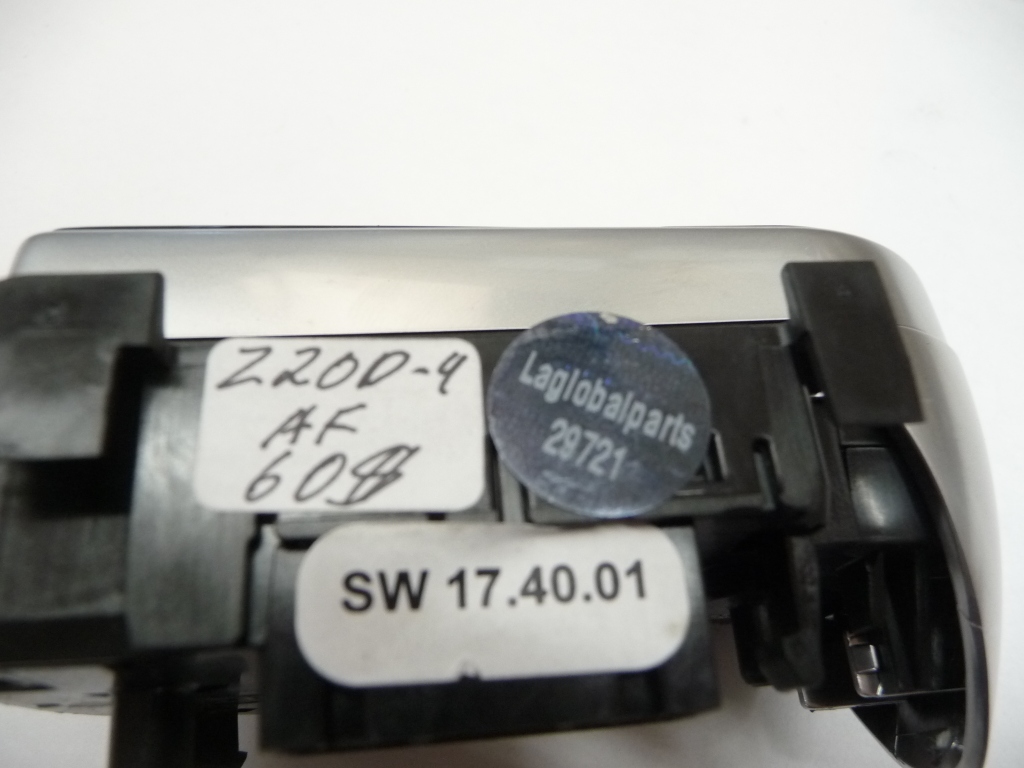 Z20D-4
AF
60$
Laglobalparts
29721
SW 17.40.01